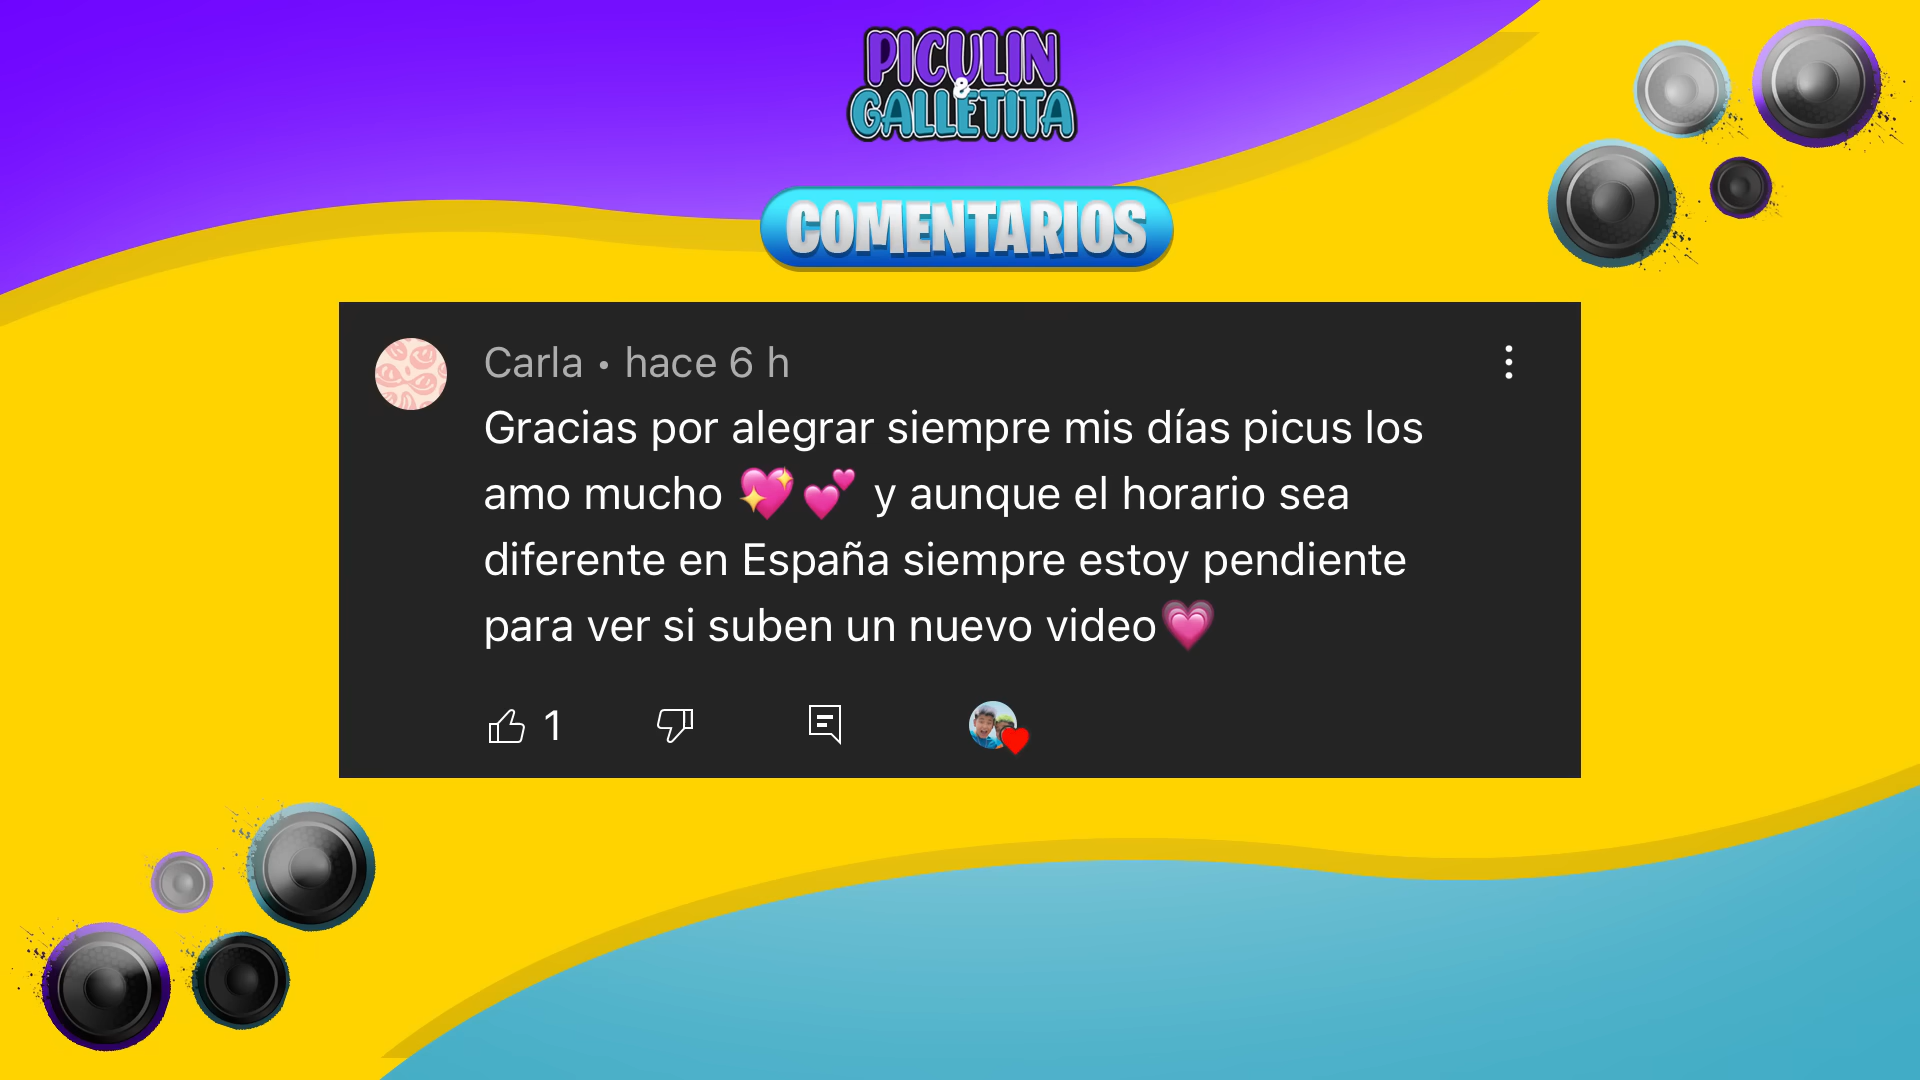 PICULIN
&
GALLETITA
COMENTARIOS
Carla • hace 6 h
Gracias por alegrar siempre mis días picus los
amo mucho 💖💕 y aunque el horario sea
diferente en España siempre estoy pendiente
para ver si suben un nuevo video💗
1